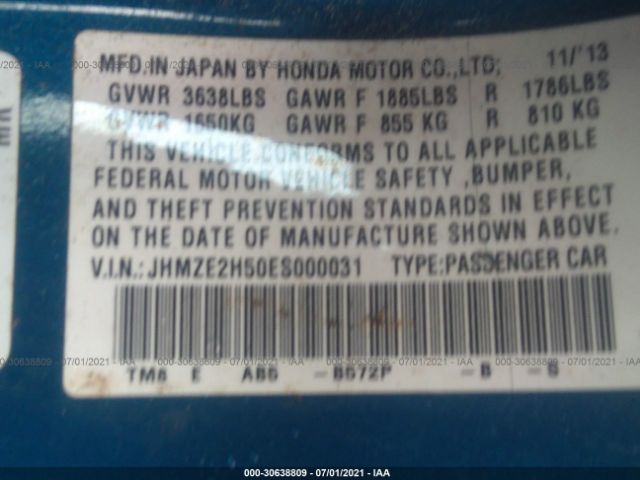 MFD.IN JAPAN BY HONDA MOTOR CO.,LTD; 11/'13
GVWR 3638LBS GAWR F 1885LBS R 1786LBS
GVWR 1650KG GAWR F 855 KG R 810 KG
THIS VEHICLE CONFORMS TO ALL APPLICABLE
FEDERAL MOTOR VEHICLE SAFETY ,BUMPER,
AND THEFT PREVENTION STANDARDS IN EFFECT
ON THE DATE OF MANUFACTURE SHOWN ABOVE.
V.I.N.:JHMZE2H50ES000031 TYPE:PASSENGER CAR
TM8 E -B -S
000-30638809 - 07/01/2021 - IAA